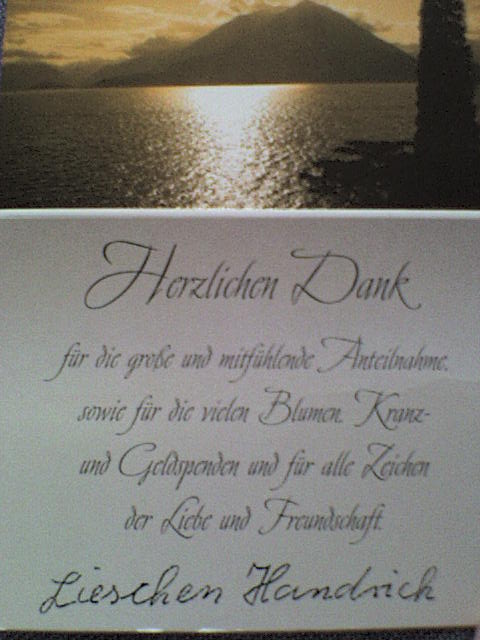 Herzlichen Dank
für die große und mitfühlende Anteilnahme,
sowie für die vielen Blumen, Kranz-
und Geldspenden und für alle Zeichen
der Liebe und Freundschaft.
Lieschen Handrick